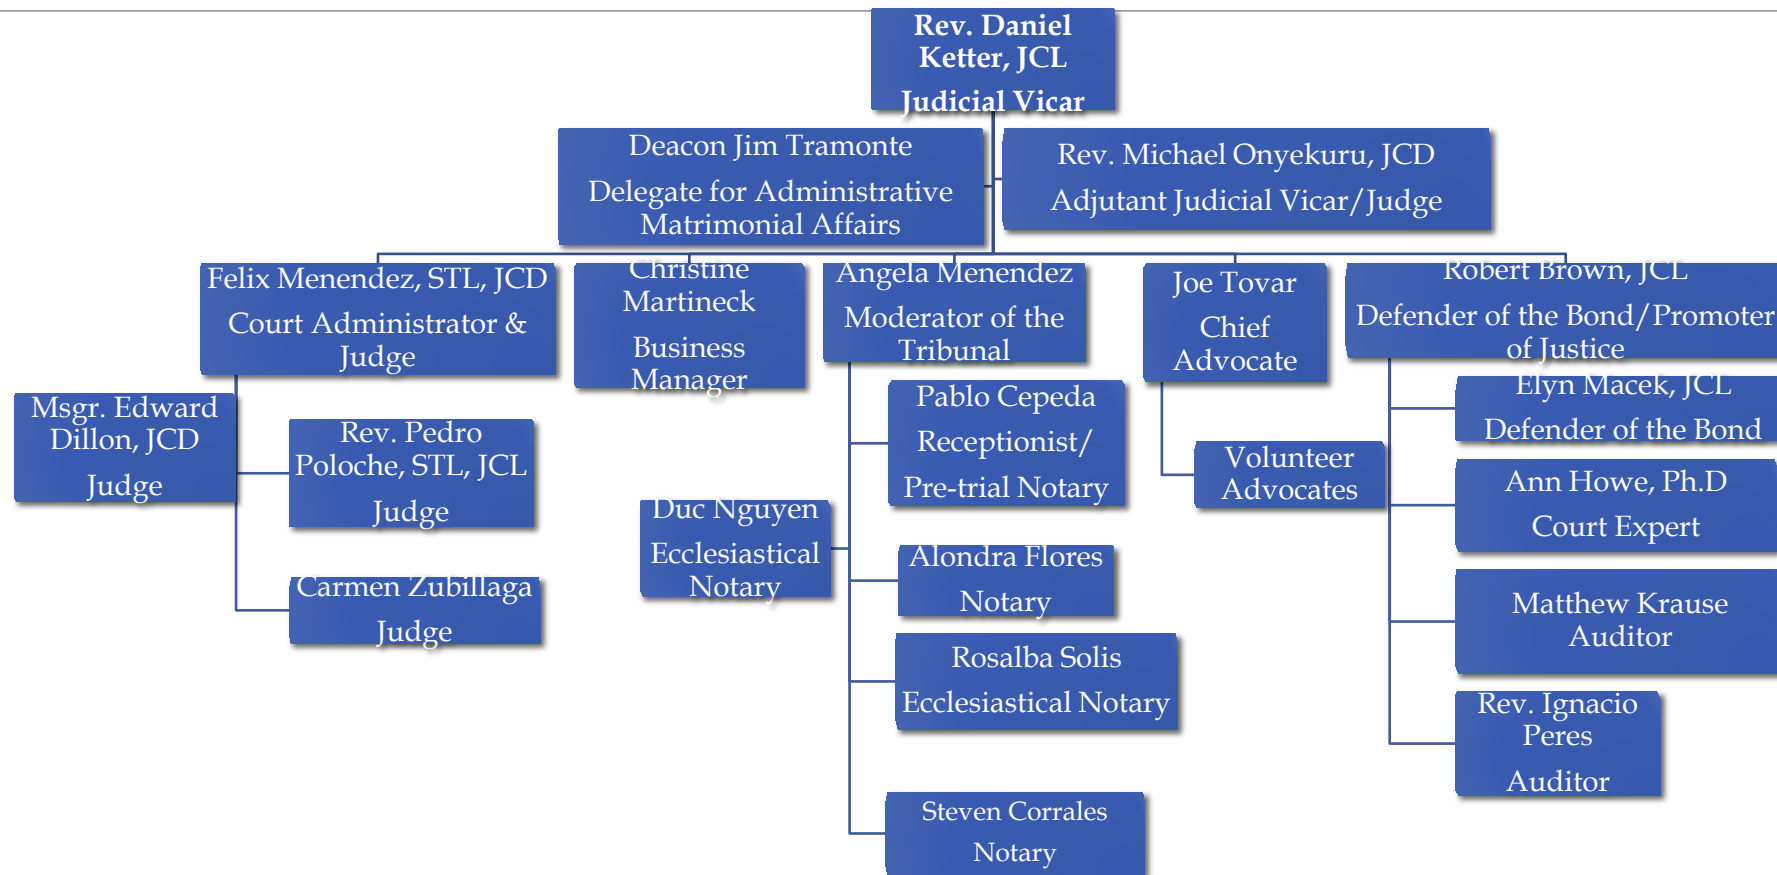 Rev. Daniel
Ketter, JCL
Judicial Vicar
Deacon Jim Tramonte
Delegate for Administrative
Matrimonial Affairs
Rev. Michael Onyekuru, JCD
Adjutant Judicial Vicar/Judge
Felix Menendez, STL, JCD
Court Administrator &
Judge
Christine
Martineck
Business
Manager
Angela Menendez
Moderator of the
Tribunal
Joe Tovar
Chief
Advocate
Robert Brown, JCL
Defender of the Bond/Promoter
of Justice
Msgr. Edward
Dillon, JCD
Judge
Rev. Pedro
Poloche, STL, JCL
Judge
Carmen Zubillaga
Judge
Pablo Cepeda
Receptionist/
Pre-trial Notary
Duc Nguyen
Ecclesiastical
Notary
Alondra Flores
Notary
Rosalba Solis
Ecclesiastical Notary
Steven Corrales
Notary
Volunteer
Advocates
Elyn Macek, JCL
Defender of the Bond
Ann Howe, Ph.D
Court Expert
Matthew Krause
Auditor
Rev. Ignacio
Peres
Auditor